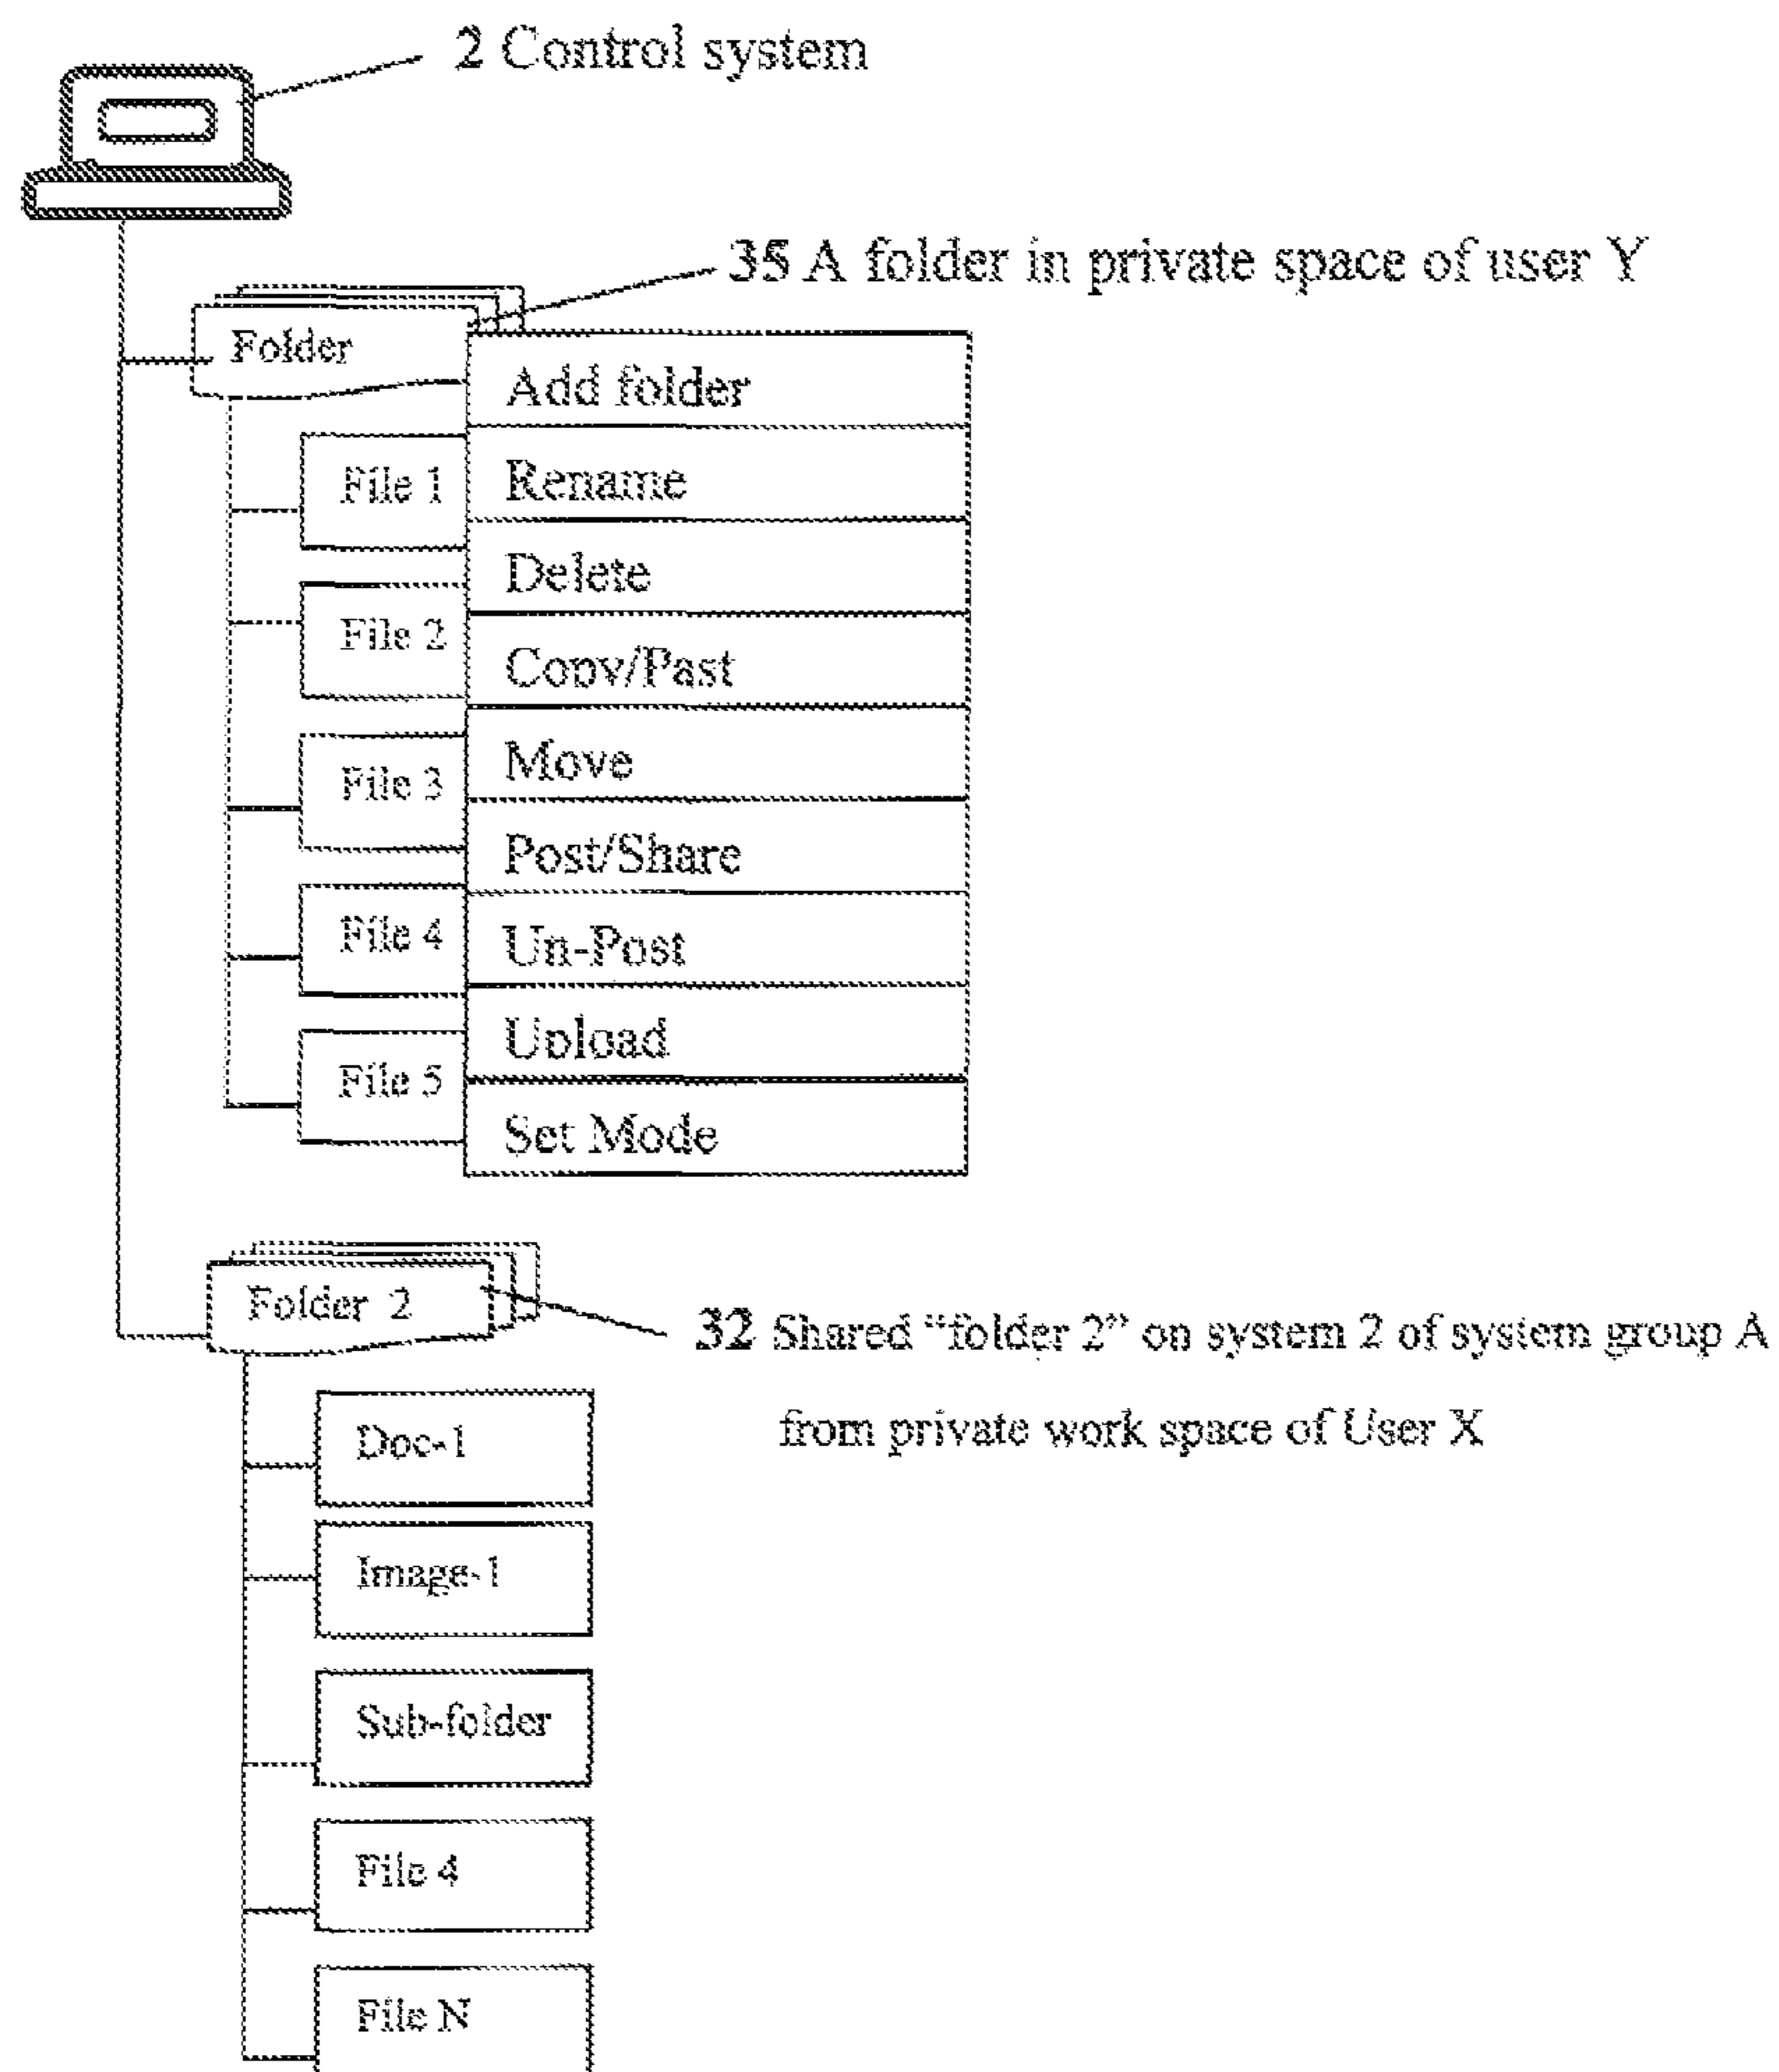 2 Control system
35 A folder in private space of user Y
Folder
Add folder
File 1
Rename
Delete
File 2
Copy/Past
Move
File 3
Post/Share
File 4
Un-Post
Upload
File 5
Set Mode
Folder 2
32 Shared “folder 2” on system 2 of system group A
from private work space of User X
Doc-1
Image-1
Sub-folder
File 4
File N